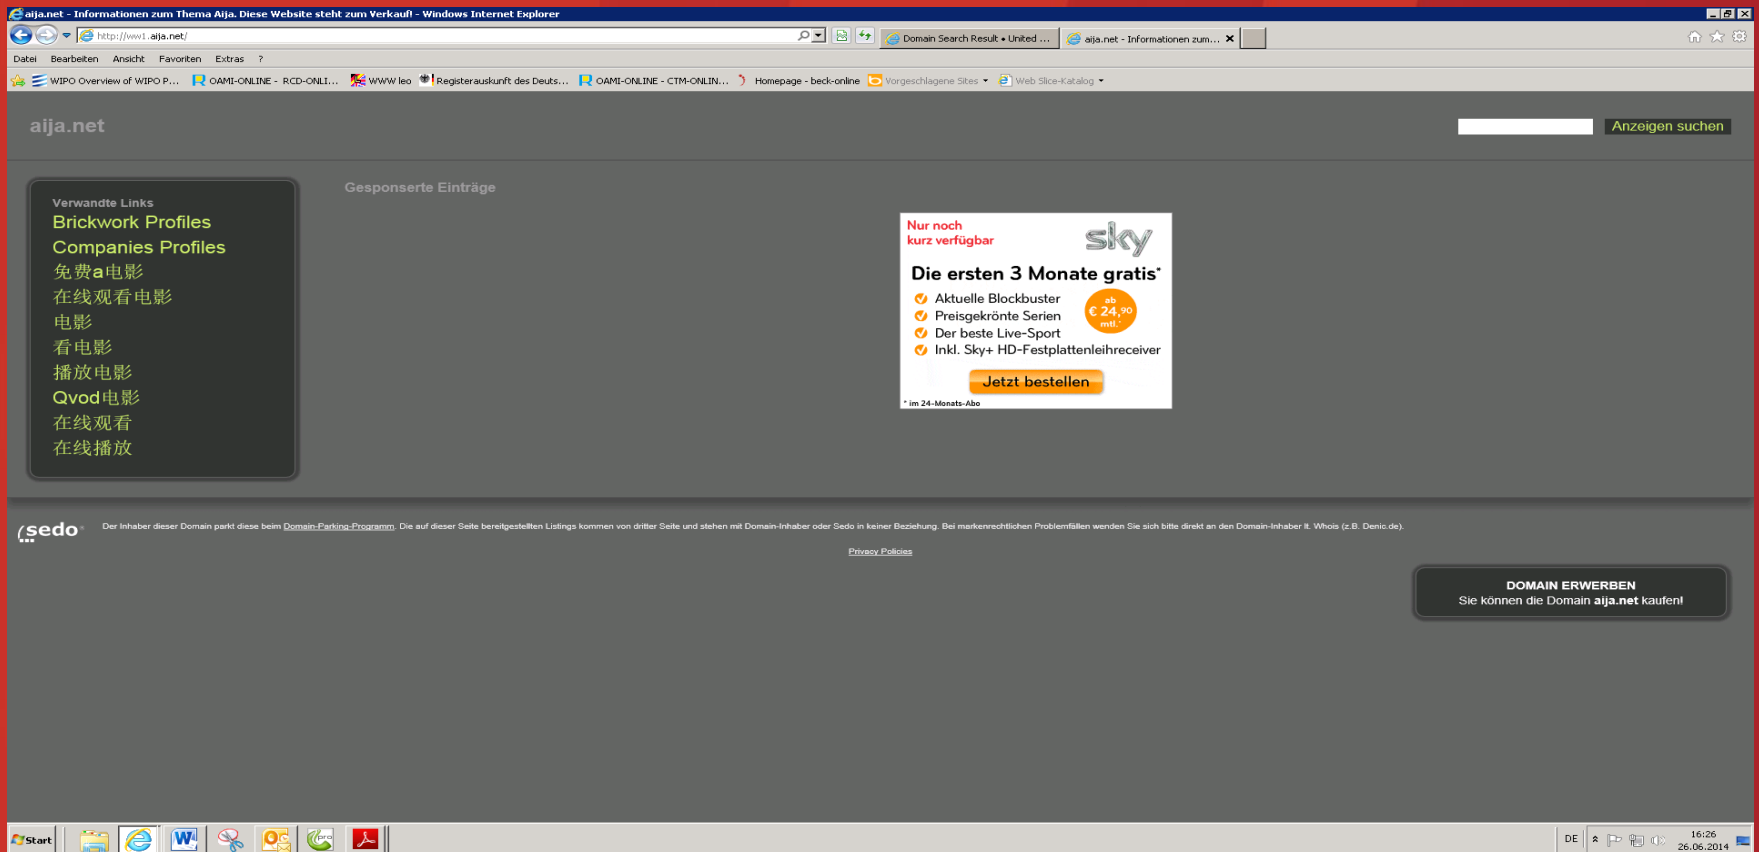 aija.net - Informationen zum Thema Aija. Diese Website steht zum Verkauf! - Windows Internet Explorer
http://ww1.aija.net/
Domain Search Result • United ...
aija.net - Informationen zum...
Datei Bearbeiten Ansicht Favoriten Extras ?
WIPO Overview of WIPO P... OAMI-ONLINE - RCD-ONLI... WWW leo Registerauskunft des Deuts... OAMI-ONLINE - CTM-ONLIN... Homepage - beck-online Vorgeschlagene Sites Web Slice-Katalog
aija.net
Anzeigen suchen
Verwandte Links
Brickwork Profiles
Companies Profiles
免费a电影
在线观看电影
电影
看电影
播放电影
Qvod电影
在线观看
在线播放
Gesponserte Einträge
Nur noch
kurz verfügbar
sky
Die ersten 3 Monate gratis*
Aktuelle Blockbuster
Preisgekrönte Serien
Der beste Live-Sport
Inkl. Sky+ HD-Festplattenleihreceiver
ab
€ 24,90
mtl.*
Jetzt bestellen
* im 24-Monats-Abo
sedo
Der Inhaber dieser Domain parkt diese beim Domain-Parking-Programm. Die auf dieser Seite bereitgestellten Listings kommen von dritter Seite und stehen mit Domain-Inhaber oder Sedo in keiner Beziehung. Bei markenrechtlichen Problemfällen wenden Sie sich bitte direkt an den Domain-Inhaber lt. Whois (z.B. Denic.de).
Privacy Policies
DOMAIN ERWERBEN
Sie können die Domain aija.net kaufen!
Start
pro
DE
16:26
26.06.2014